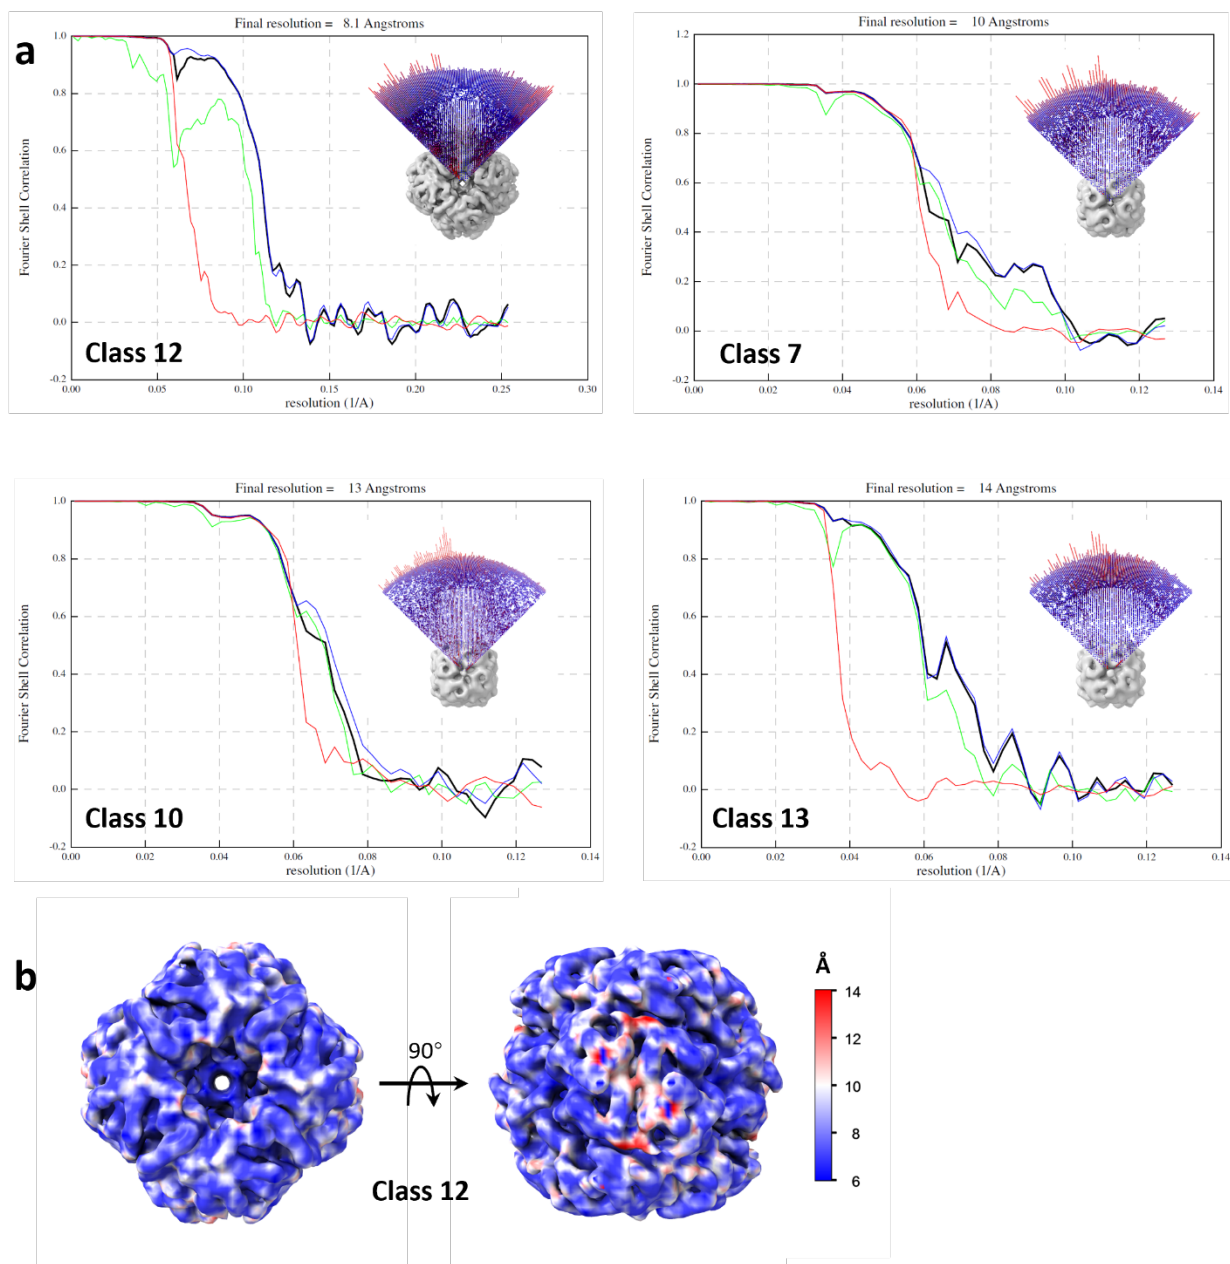 a
Final resolution = 8.1 Angstroms
1.0
0.8
0.6
0.4
0.2
0.0
-0.2
Fourier Shell Correlation
Class 12
0.00 0.05 0.10 0.15 0.20 0.25 0.30
resolution (1/A)
Final resolution = 10 Angstroms
1.2
1.0
0.8
0.6
0.4
0.2
0.0
-0.2
Fourier Shell Correlation
Class 7
0.00 0.02 0.04 0.06 0.08 0.10 0.12 0.14
resolution (1/A)
Final resolution = 13 Angstroms
1.0
0.8
0.6
0.4
0.2
0.0
-0.2
Fourier Shell Correlation
Class 10
0.00 0.02 0.04 0.06 0.08 0.10 0.12 0.14
resolution (1/A)
Final resolution = 14 Angstroms
1.0
0.8
0.6
0.4
0.2
0.0
-0.2
Fourier Shell Correlation
Class 13
0.00 0.02 0.04 0.06 0.08 0.10 0.12 0.14
resolution (1/A)
b
90°
Class 12
Å
14
12
10
8
6